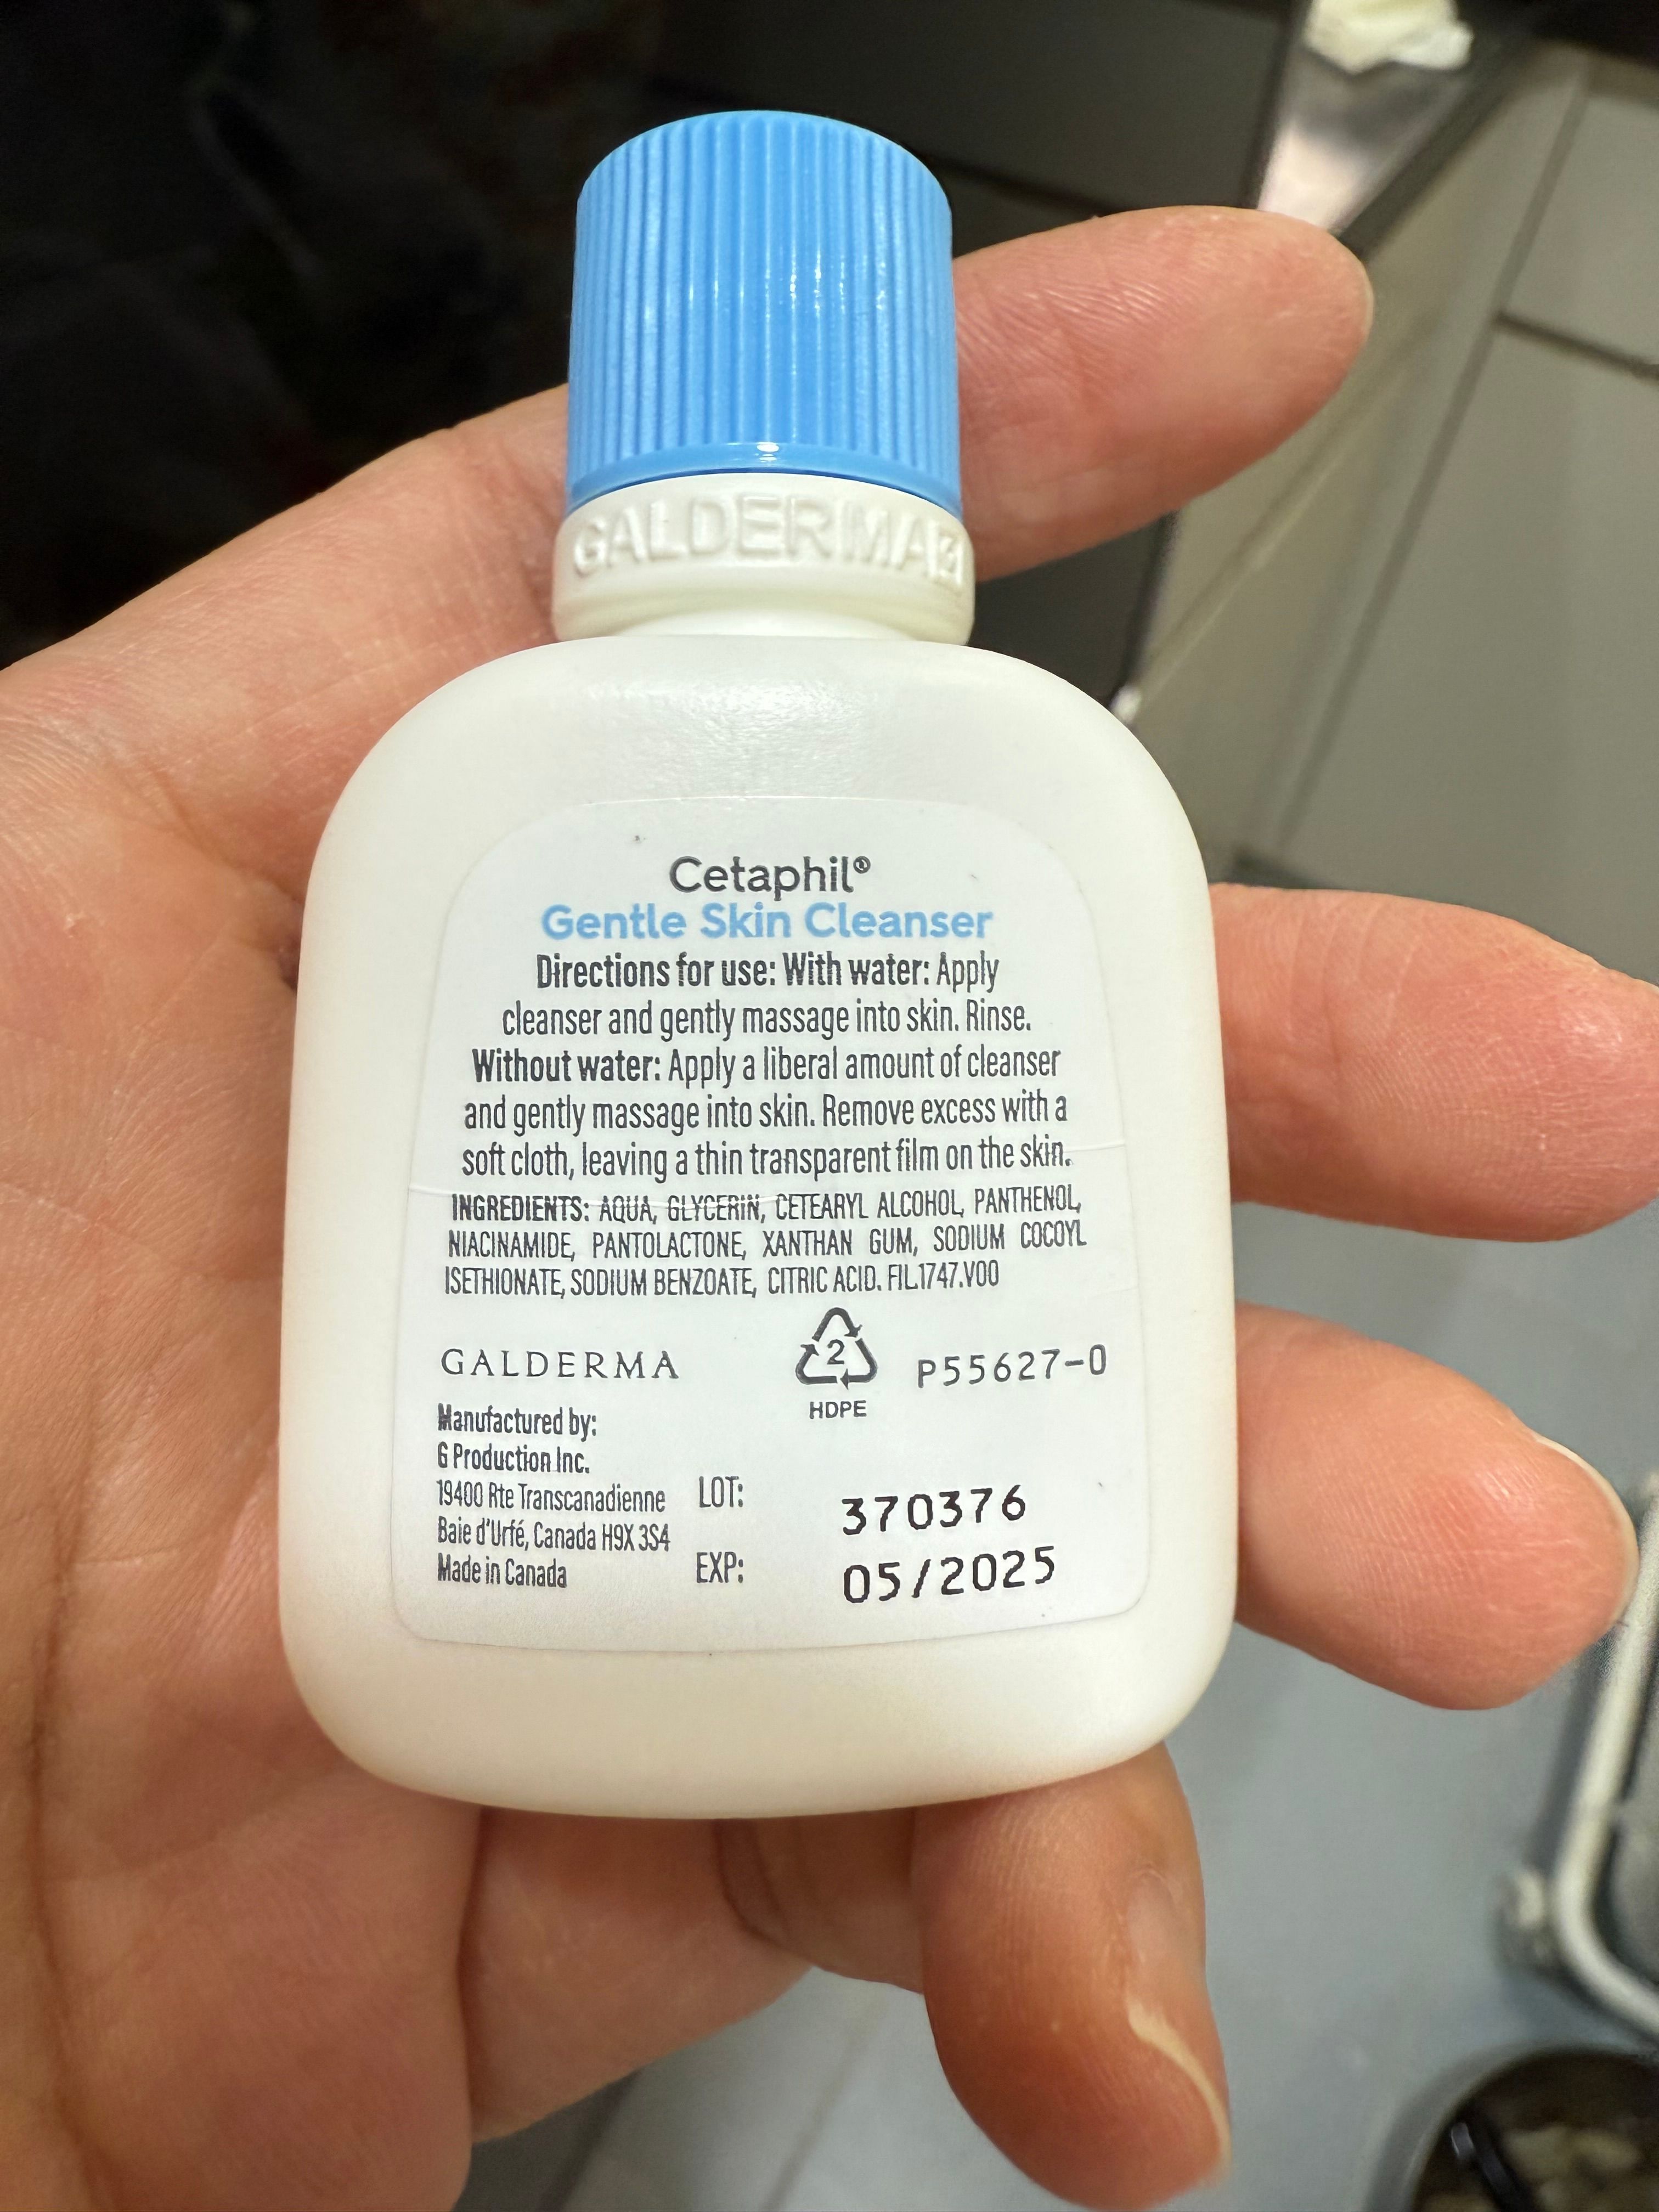 GALDERMA
Cetaphil®
Gentle Skin Cleanser
Directions for use: With water: Apply
cleanser and gently massage into skin. Rinse.
Without water: Apply a liberal amount of cleanser
and gently massage into skin. Remove excess with a
soft cloth, leaving a thin transparent film on the skin.
INGREDIENTS: AQUA, GLYCERIN, CETEARYL ALCOHOL, PANTHENOL,
NIACINAMIDE, PANTOLACTONE, XANTHAN GUM, SODIUM COCOYL
ISETHIONATE, SODIUM BENZOATE, CITRIC ACID. FIL.1747.V00
GALDERMA
2
HDPE
P55627-0
Manufactured by:
G Production Inc.
19400 Rte Transcanadienne
Baie d'Urfé, Canada H9X 3S4
Made in Canada
LOT: 370376
EXP: 05/2025